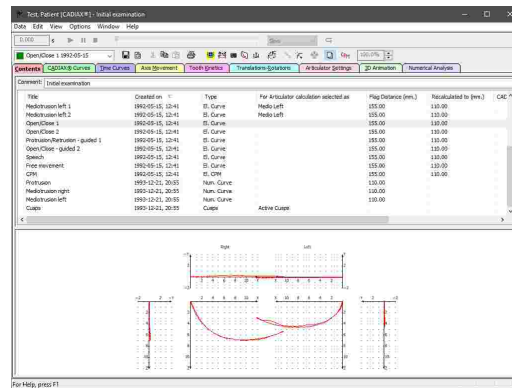 Test, Patient [CADIAX®] - Initial examination
Data Edit View Options Window Help
0.000 s Slow
Open/Close 1 1992-05-15 100.0%
Contents CADIAX® Curves Time Curves Axis Movement Tooth Kinetics Translations-Rotations Articulator Settings 3D Animation Numerical Analysis
Comment: Initial examination
Title Created on Type For Articulator calculation selected as Flag Distance (mm.) Recalculated to (mm.) CADI
Mediotrusion left 1 1992-05-15, 12:41 El. Curve Medio Left 155.00 110.00
Mediotrusion left 2 1992-05-15, 12:41 El. Curve Medio Left 155.00 110.00
Open/Close 1 1992-05-15, 12:41 El. Curve 155.00 110.00
Open/Close 2 1992-05-15, 12:41 El. Curve 155.00 110.00
Protrusion/Retrusion - guided 1 1992-05-15, 12:41 El. Curve 155.00 110.00
Open/Close - guided 2 1992-05-15, 12:41 El. Curve 155.00 110.00
Speech 1992-05-15, 12:41 El. Curve 155.00 110.00
Free movement 1992-05-15, 12:41 El. Curve 155.00 110.00
CPM 1992-05-15, 12:41 El. CPM 155.00 110.00
Protrusion 1993-12-21, 20:55 Num. Curve 110.00
Mediotrusion right 1993-12-21, 20:55 Num. Curve 110.00
Mediotrusion left 1993-12-21, 20:55 Num. Curve 110.00
Cusps 1993-12-21, 20:55 Cusps Active Cusps
Right Left
For Help, press F1